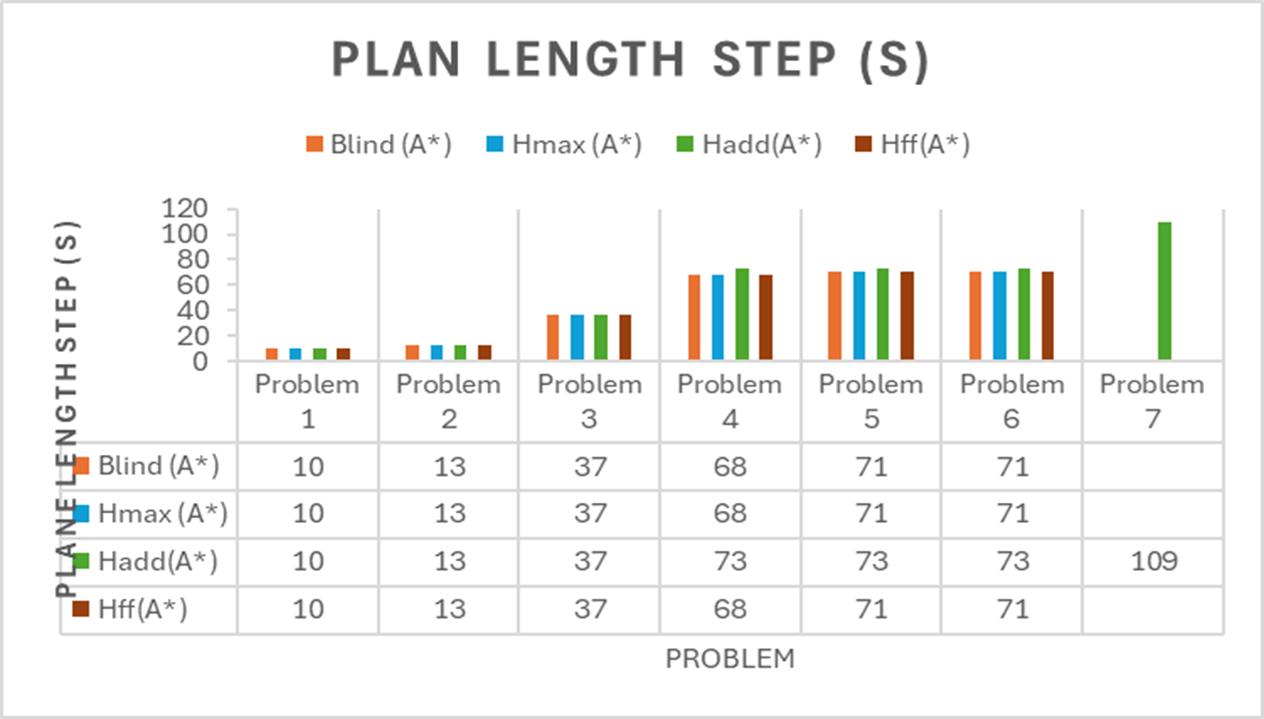 PLAN LENGTH STEP (S)
Blind (A*) Hmax (A*) Hadd(A*) Hff(A*)
PLANE LENGTH STEP (S)
120
100
80
60
40
20
0
Problem 1 Problem 2 Problem 3 Problem 4 Problem 5 Problem 6 Problem 7
Blind (A*) 10 13 37 68 71 71
Hmax (A*) 10 13 37 68 71 71
Hadd(A*) 10 13 37 73 73 73 109
Hff(A*) 10 13 37 68 71 71
PROBLEM